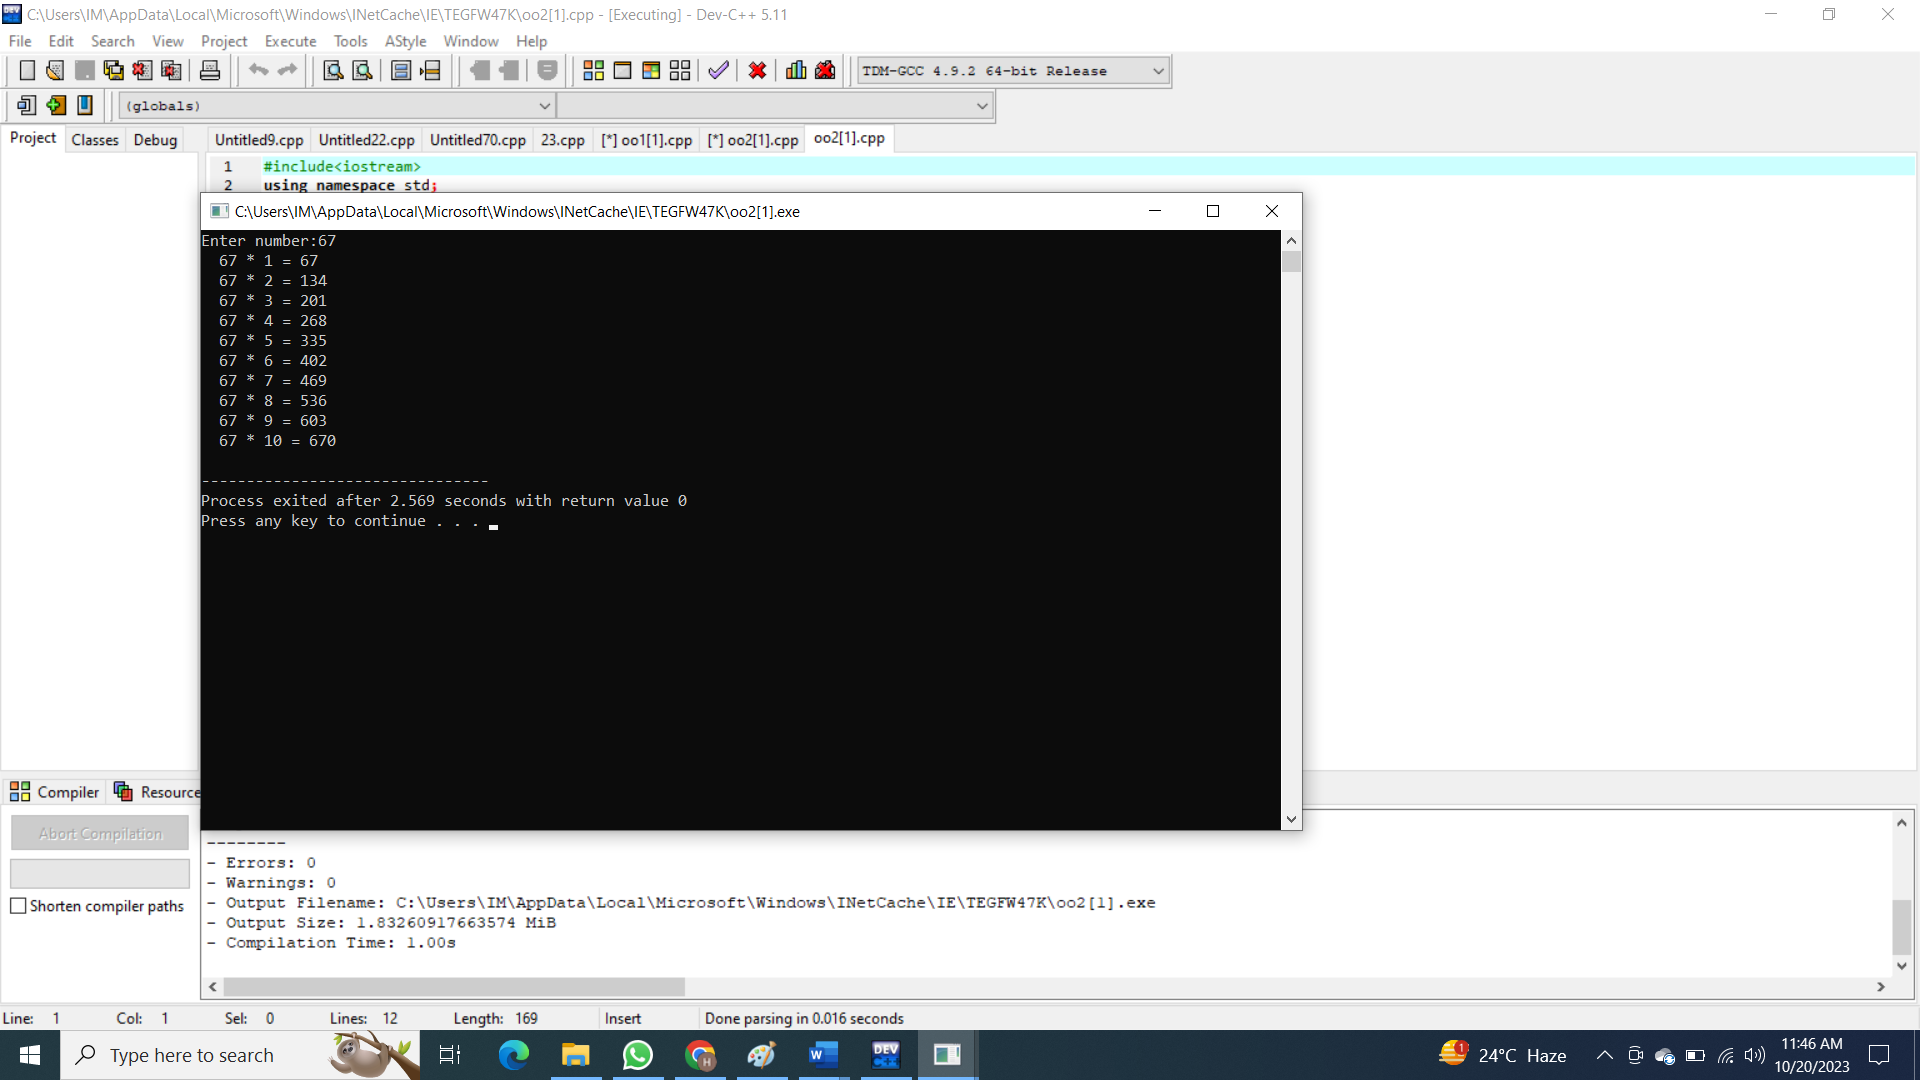 C:\Users\IM\AppData\Local\Microsoft\Windows\INetCache\IE\TEGFW47K\oo2[1].cpp - [Executing] - Dev-C++ 5.11
File Edit Search View Project Execute Tools AStyle Window Help
TDM-GCC 4.9.2 64-bit Release
(globals)
Project Classes Debug Untitled9.cpp Untitled22.cpp Untitled70.cpp 23.cpp [*] oo1[1].cpp [*] oo2[1].cpp oo2[1].cpp
1 #include<iostream>
2 using namespace std;
C:\Users\IM\AppData\Local\Microsoft\Windows\INetCache\IE\TEGFW47K\oo2[1].exe
Enter number:67
67 * 1 = 67
67 * 2 = 134
67 * 3 = 201
67 * 4 = 268
67 * 5 = 335
67 * 6 = 402
67 * 7 = 469
67 * 8 = 536
67 * 9 = 603
67 * 10 = 670
--------------------------------
Process exited after 2.569 seconds with return value 0
Press any key to continue . . .
Compiler Resource
Abort Compilation
Shorten compiler paths
--------
- Errors: 0
- Warnings: 0
- Output Filename: C:\Users\IM\AppData\Local\Microsoft\Windows\INetCache\IE\TEGFW47K\oo2[1].exe
- Output Size: 1.83260917663574 MiB
- Compilation Time: 1.00s
Line: 1 Col: 1 Sel: 0 Lines: 12 Length: 169 Insert Done parsing in 0.016 seconds
Type here to search
DEV
1
24°C Haze
11:46 AM
10/20/2023